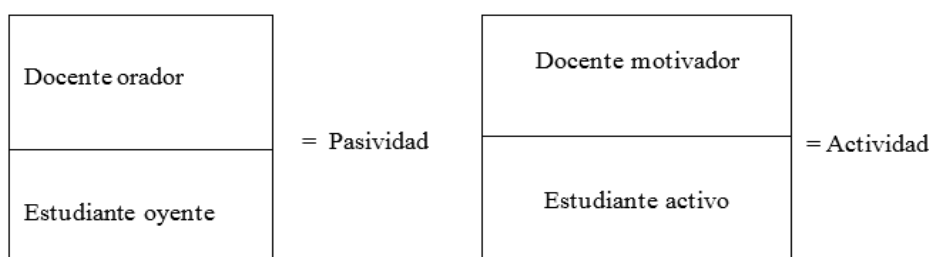 Docente orador
= Pasividad
Estudiante oyente
Docente motivador
= Actividad
Estudiante activo